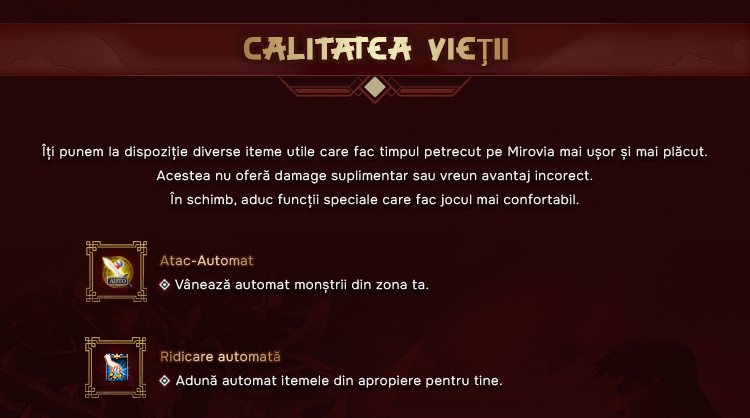 CALITATEA VIEŢII
Îți punem la dispoziție diverse iteme utile care fac timpul petrecut pe Mirovia mai ușor și mai plăcut.
Acestea nu oferă damage suplimentar sau vreun avantaj incorect.
În schimb, aduc funcții speciale care fac jocul mai confortabil.
Atac-Automat
Vânează automat monștrii din zona ta.
AUTO
Ridicare automată
Adună automat itemele din apropiere pentru tine.